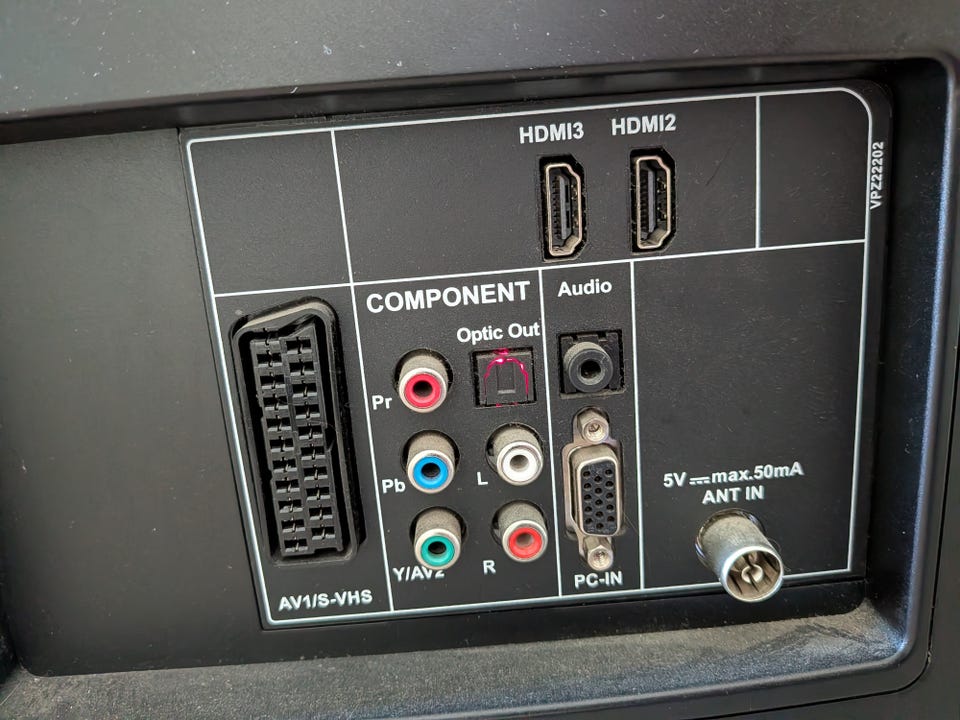 HDMI3
HDMI2
VPZ22202
COMPONENT
Audio
Optic Out
Pr
Pb
L
5V ⎓ max.50mA
ANT IN
Y/AV2
R
PC-IN
AV1/S-VHS